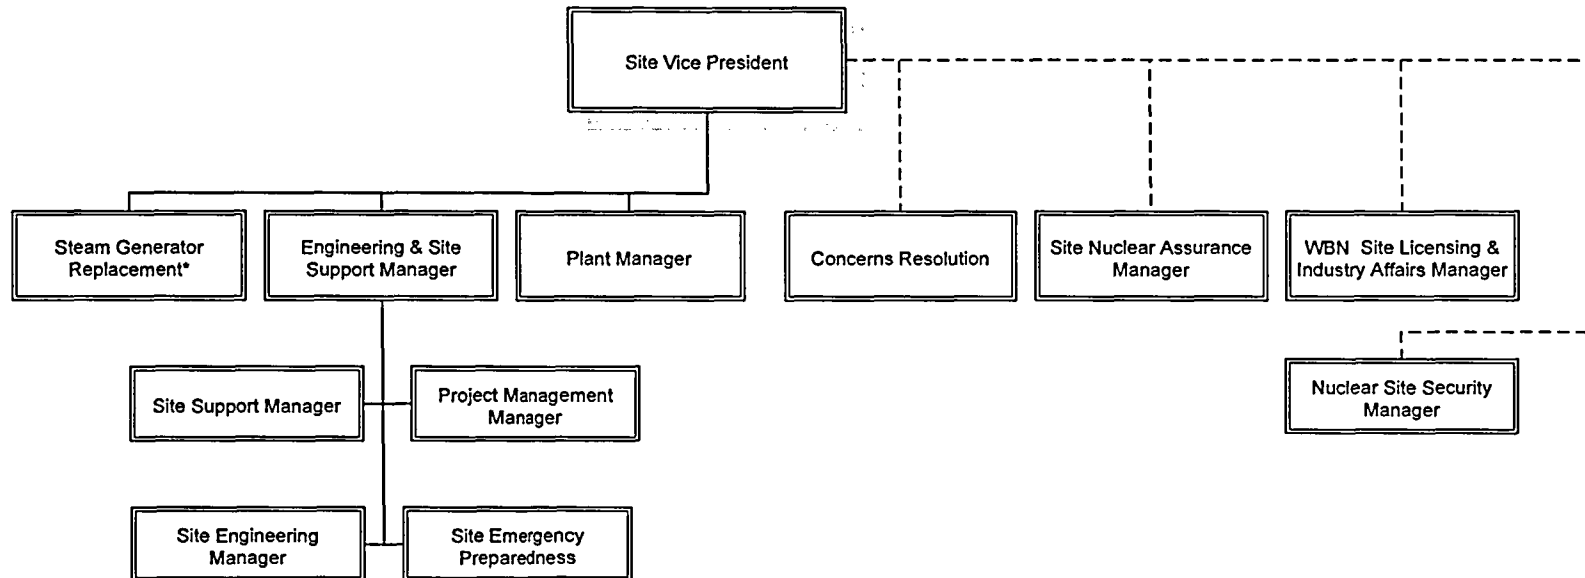 Site Vice President
Steam Generator
Replacement*
Engineering & Site
Support Manager
Plant Manager
Concerns Resolution
Site Nuclear Assurance
Manager
WBN Site Licensing &
Industry Affairs Manager
Site Support Manager
Project Management
Manager
Nuclear Site Security
Manager
Site Engineering
Manager
Site Emergency
Preparedness